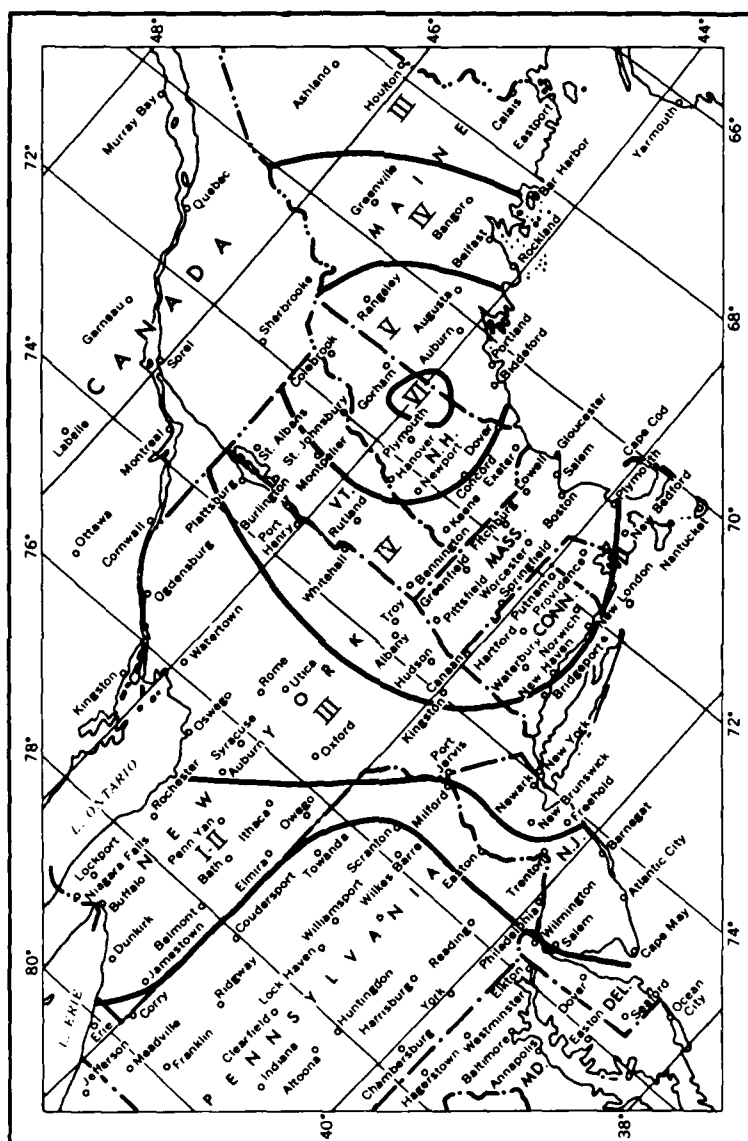 48°
46°
44°
72°
74°
76°
78°
80°
66°
68°
70°
72°
74°
40°
38°
Murray Bay
Quebec
Garneau
Sorel
Labelle
Montreal
Ottawa
Cornwall
CANADA
Sherbrooke
Ashland
Houlton
III
MAINE
Calais
Eastport
Yarmouth
Greenville
IV
Bangor
Bar Harbor
Belfast
Rockland
Rangeley
V
Augusta
Auburn
Portland
Biddeford
Colebrook
Gorham
VI
St. Albans
St. Johnsbury
Montpelier
Plymouth
Hanover
N.H.
Newport
Dover
Concord
Exeter
Keene
Plattsburg
Burlington
Port Henry
VT.
Rutland
Whitehall
IV
Bennington
Greenfield
Fitchburg
Lowell
Gloucester
Salem
Boston
Cape Cod
Plymouth
New Bedford
Nantucket
MASS.
Pittsfield
Worcester
Springfield
Troy
Albany
Hudson
Canaan
Kingston
Hartford
Putnam
Providence
CONN
R I
Waterbury
Norwich
New Haven
New London
Bridgeport
Ogdensburg
Watertown
Kingston
Oswego
Rome
Utica
Syracuse
Auburn
Oxford
III
NEW YORK
L. ONTARIO
Rochester
Lockport
Niagara Falls
Buffalo
Penn Yan
I-II
Ithaca
Bath
Owego
Elmira
Dunkirk
Belmont
Jamestown
L. ERIE
Erie
Corry
Jefferson
Meadville
Franklin
Port Jervis
Milford
Newark
New York
New Brunswick
Freehold
N.J.
Barnegat
Trenton
Atlantic City
Cape May
Coudersport
Towanda
Scranton
Wilkes Barre
Williamsport
Easton
Ridgway
Lock Haven
Clearfield
Indiana
Altoona
Huntingdon
PENNSYLVANIA
Reading
Harrisburg
York
Philadelphia
Wilmington
Salem
Elkton
Chambersburg
Hagerstown
Westminster
Baltimore
Annapolis
MD.
Dover
DEL.
Easton
Seaford
Ocean City